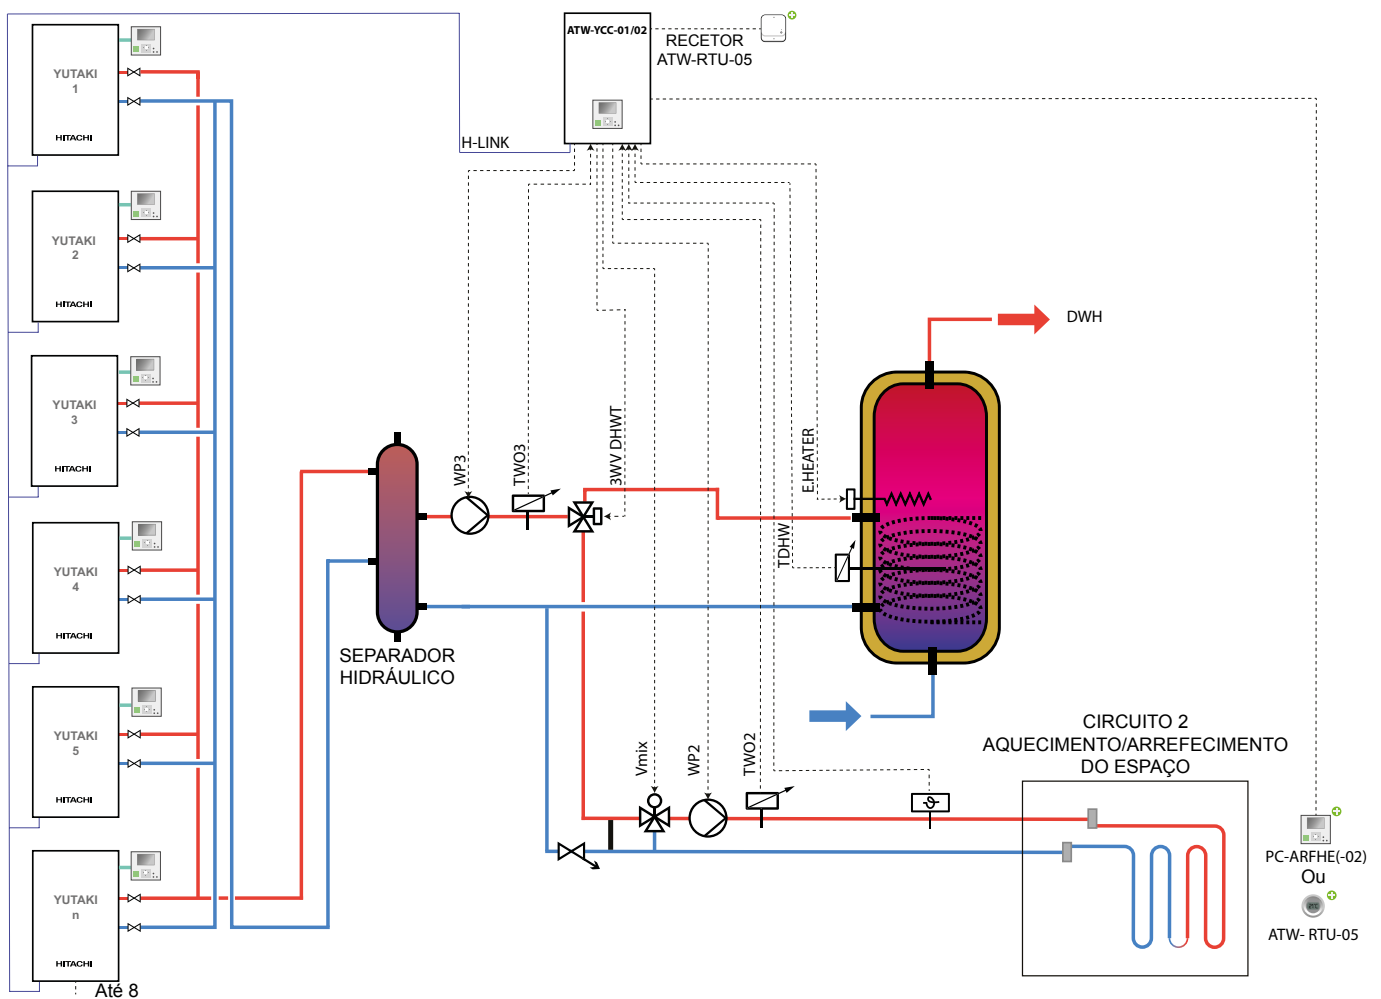 YUTAKI
1
HITACHI
YUTAKI
2
HITACHI
YUTAKI
3
HITACHI
YUTAKI
4
HITACHI
YUTAKI
5
HITACHI
YUTAKI
n
HITACHI
Até 8
H-LINK
ATW-YCC-01/02
RECETOR
ATW-RTU-05
WP3
TWO3
3WV DHWT
E.HEATER
TDHW
DWH
SEPARADOR
HIDRÁULICO
Vmix
WP2
TWO2
CIRCUITO 2
AQUECIMENTO/ARREFECIMENTO
DO ESPAÇO
PC-ARFHE(-02)
Ou
ATW- RTU-05